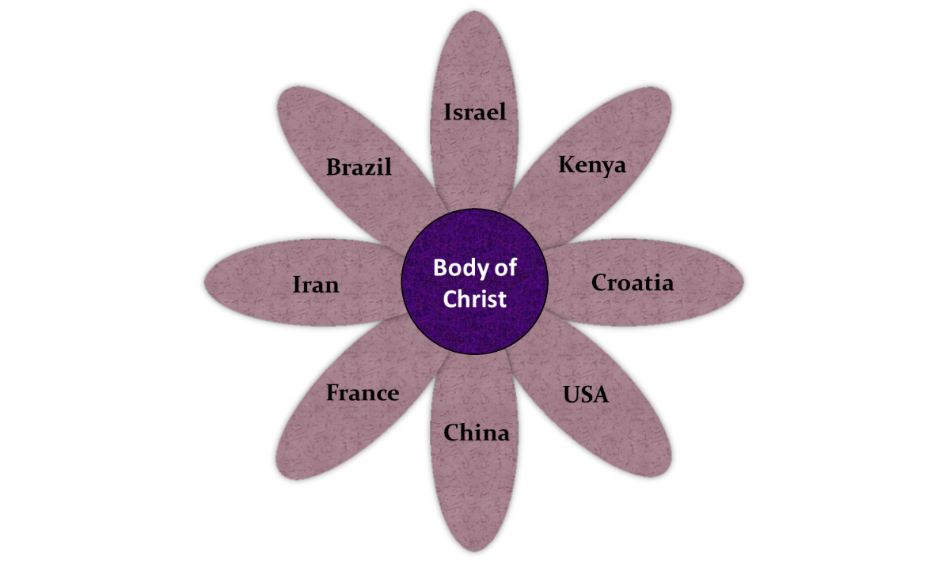 Israel
Brazil
Kenya
Body of
Christ
Iran
Croatia
France
USA
China